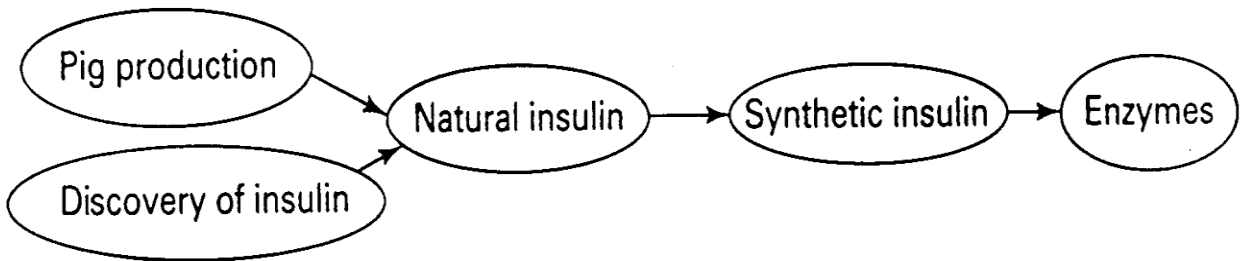 Pig production
Discovery of insulin
Natural insulin
Synthetic insulin
Enzymes